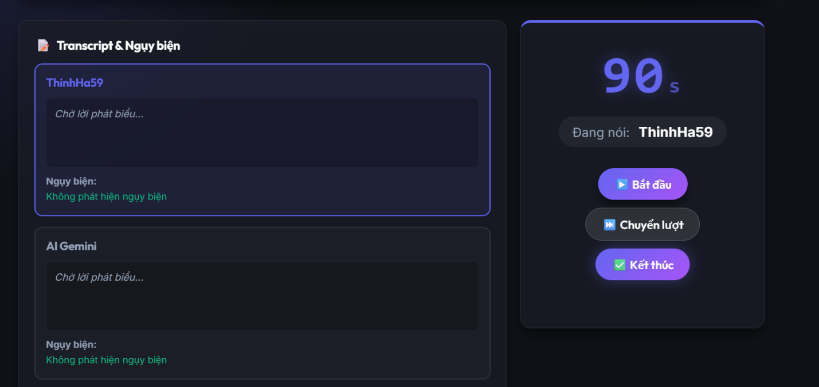 📝 Transcript & Ngụy biện
ThinhHa59
Chờ lời phát biểu...
Ngụy biện:
Không phát hiện ngụy biện
AI Gemini
Chờ lời phát biểu...
Ngụy biện:
Không phát hiện ngụy biện
90s
Đang nói: ThinhHa59
▶️ Bắt đầu
⏭️ Chuyển lượt
✅ Kết thúc